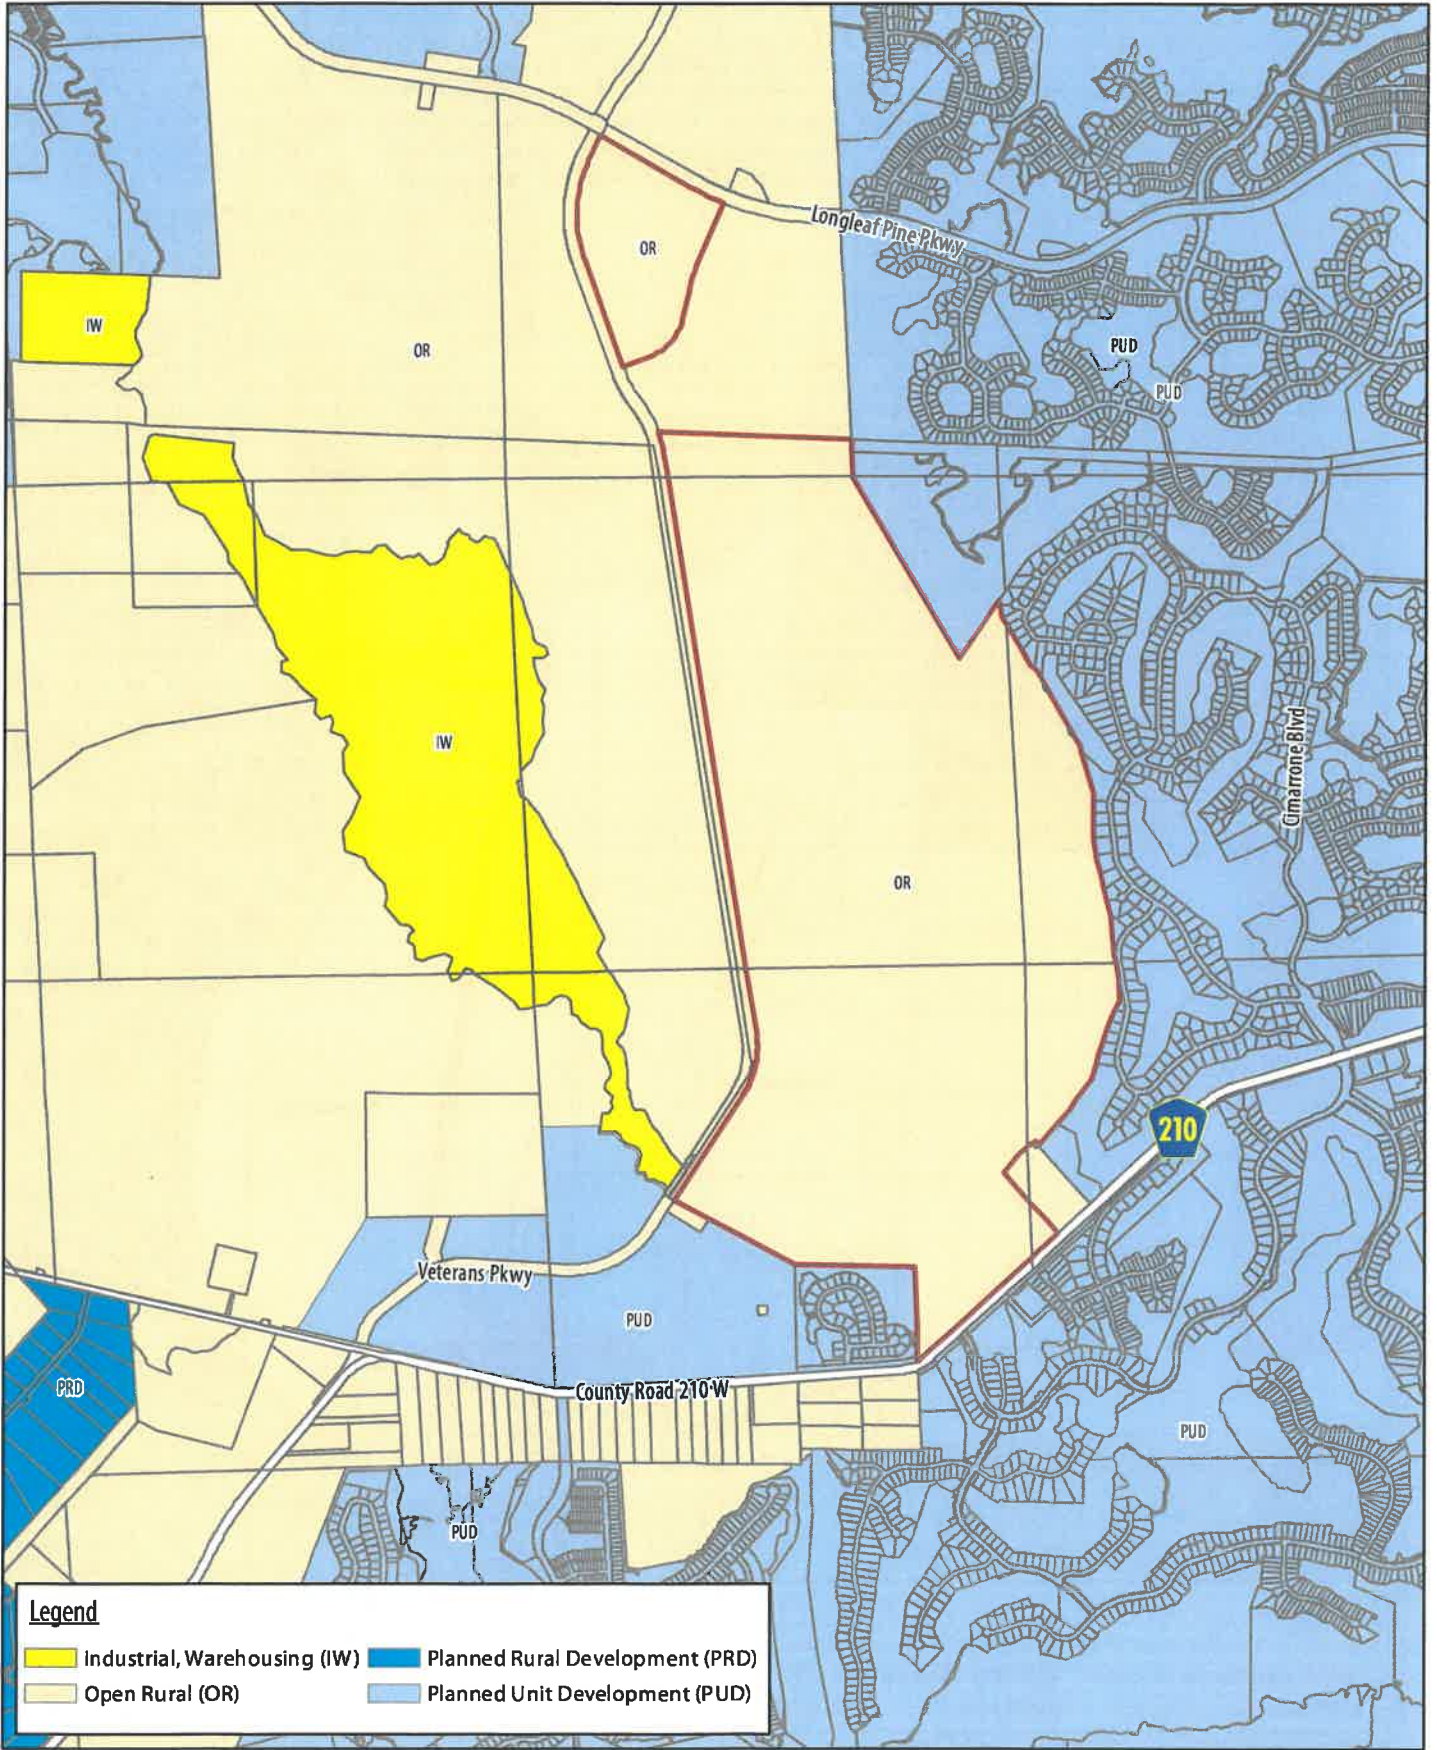 Longleaf Pine Pkwy
OR
IW
OR
PUD
PUD
IW
Cimarrone Blvd
OR
210
Veterans Pkwy
PUD
PRD
County Road 210 W
PUD
PUD
Legend
Industrial, Warehousing (IW)
Planned Rural Development (PRD)
Open Rural (OR)
Planned Unit Development (PUD)